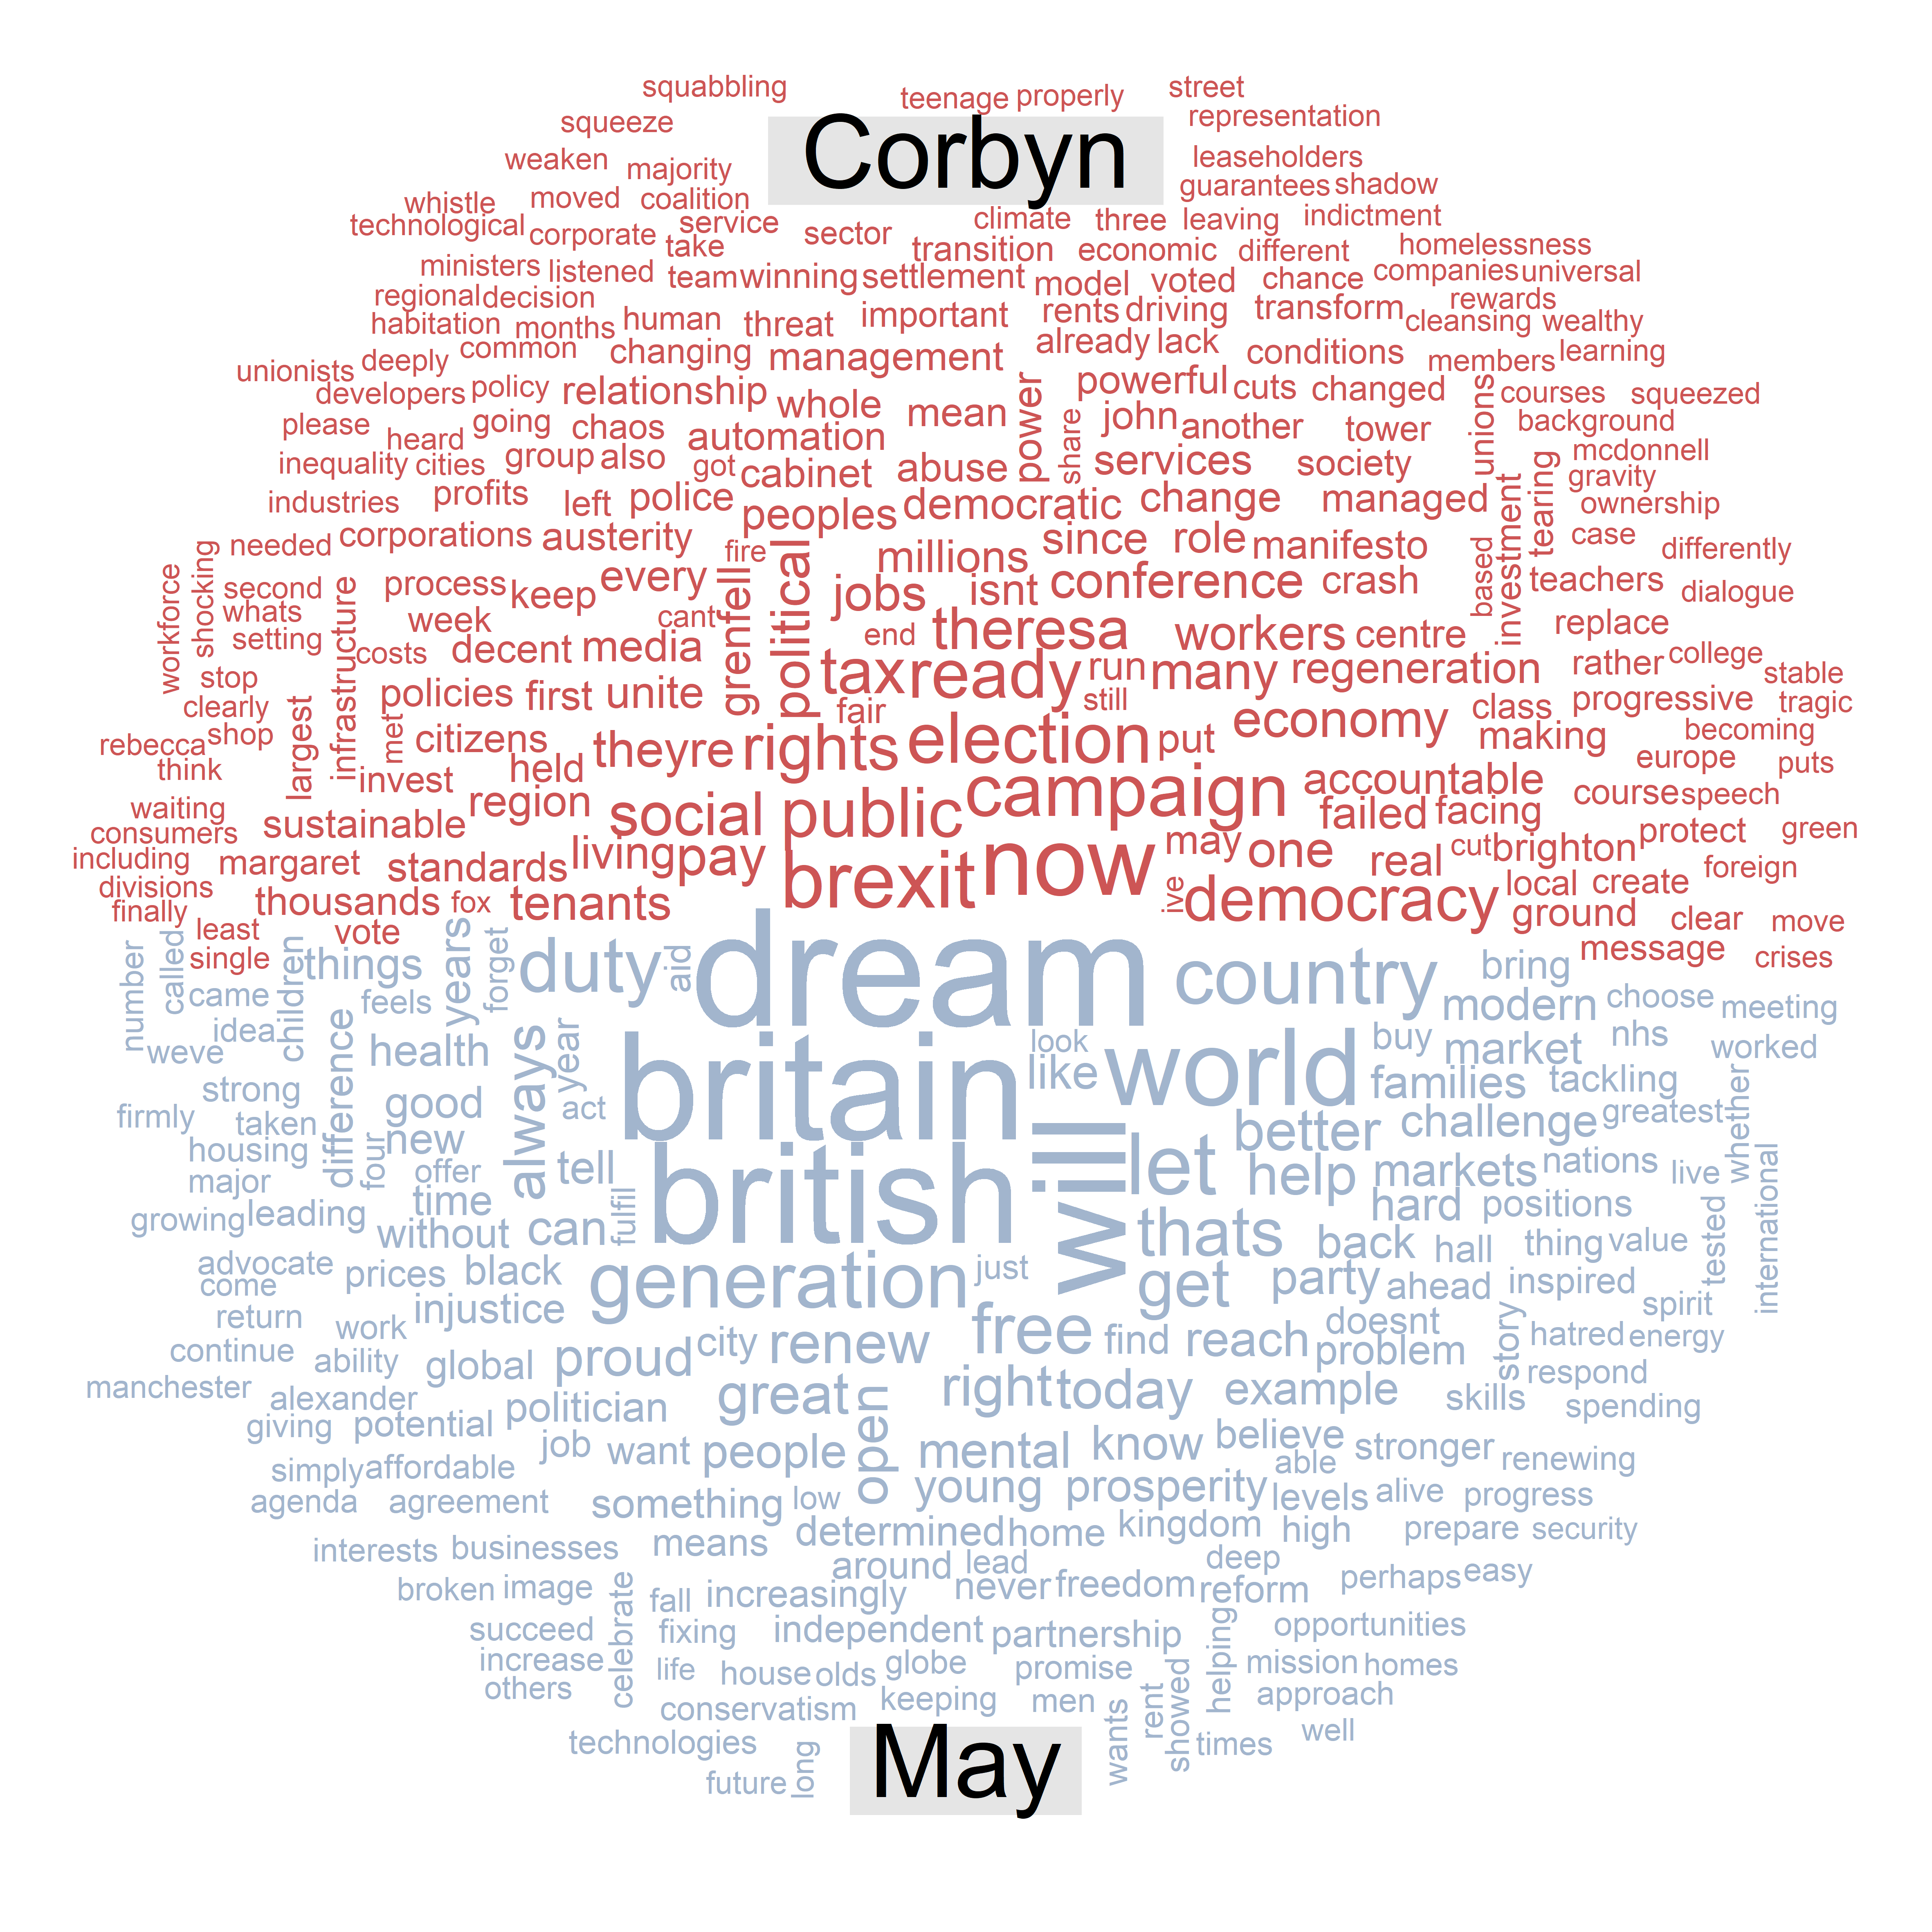 squabbling teenage properly street
squeeze Corbyn representation
weaken majority leaseholders
whistle moved coalition guarantees shadow
technological corporate service take sector climate three leaving indictment
ministers listened team winning settlement transition economic different homelessness
regional decision model voted chance companies universal
habitation months human threat important rents driving transform rewards
unionists deeply common changing management already lack conditions cleansing wealthy
developers policy relationship whole mean power powerful cuts changed members learning
please going chaos automation share john another tower unions courses squeezed
heard background
inequality cities group also got cabinet abuse services society mcdonnell
industries profits left police peoples democratic change managed investment tearing gravity ownership
needed corporations austerity fire political millions since role manifesto based case differently
workforce shocking second process keep every grenfell jobs isnt conference crash teachers dialogue
whats infrastructure week cant end theresa workers centre replace
setting costs decent media tax ready run many regeneration rather college
stop policies first unite fair still economy class progressive stable
clearly largest met citizens theyre rights election put making becoming tragic
rebecca shop
think invest held campaign accountable europe puts
waiting region social public failed facing course speech
consumers sustainable living pay now may one real cut brighton protect green
including margaret standards brexit ive democracy local create foreign
divisions thousands fox tenants ground clear move
finally least vote message crises
single
number called children things years forget duty aid dream country bring
came feels modern choose meeting
idea difference health always year look world buy market nhs
weve britain like worked
strong good act families tackling whether
firmly taken new better challenge greatest
housing four offer tell british will let help markets nations live
major time fulfil hard positions tested international
growing leading without can thats back hall thing value
advocate prices black generation just get party ahead inspired
come
return injustice free doesnt story spirit
continue work city renew find reach problem hatred energy
ability global proud respond
manchester alexander great open right today example skills
giving potential politician spending
job want people mental know believe stronger
simply affordable able renewing
agenda agreement something low young prosperity levels alive progress
determined home kingdom high prepare security
interests businesses means around lead deep
broken image celebrate fall increasingly never freedom reform perhaps easy
succeed fixing independent partnership helping opportunities
increase life house olds globe promise mission homes
others conservatism keeping men wants rent showed approach
technologies long May times well
future